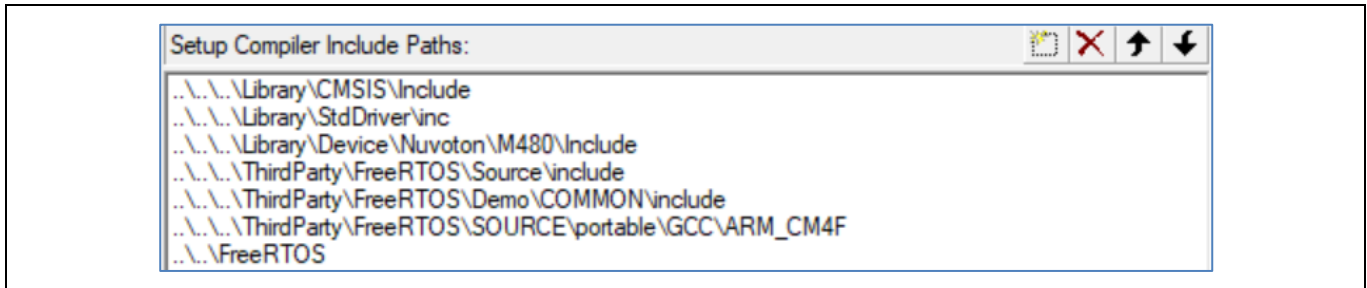 Setup Compiler Include Paths:
..\..\..\Library\CMSIS\Include
..\..\..\Library\StdDriver\inc
..\..\..\Library\Device\Nuvoton\M480\Include
..\..\..\ThirdParty\FreeRTOS\Source\include
..\..\..\ThirdParty\FreeRTOS\Demo\COMMON\include
..\..\..\ThirdParty\FreeRTOS\SOURCE\portable\GCC\ARM_CM4F
..\..\FreeRTOS